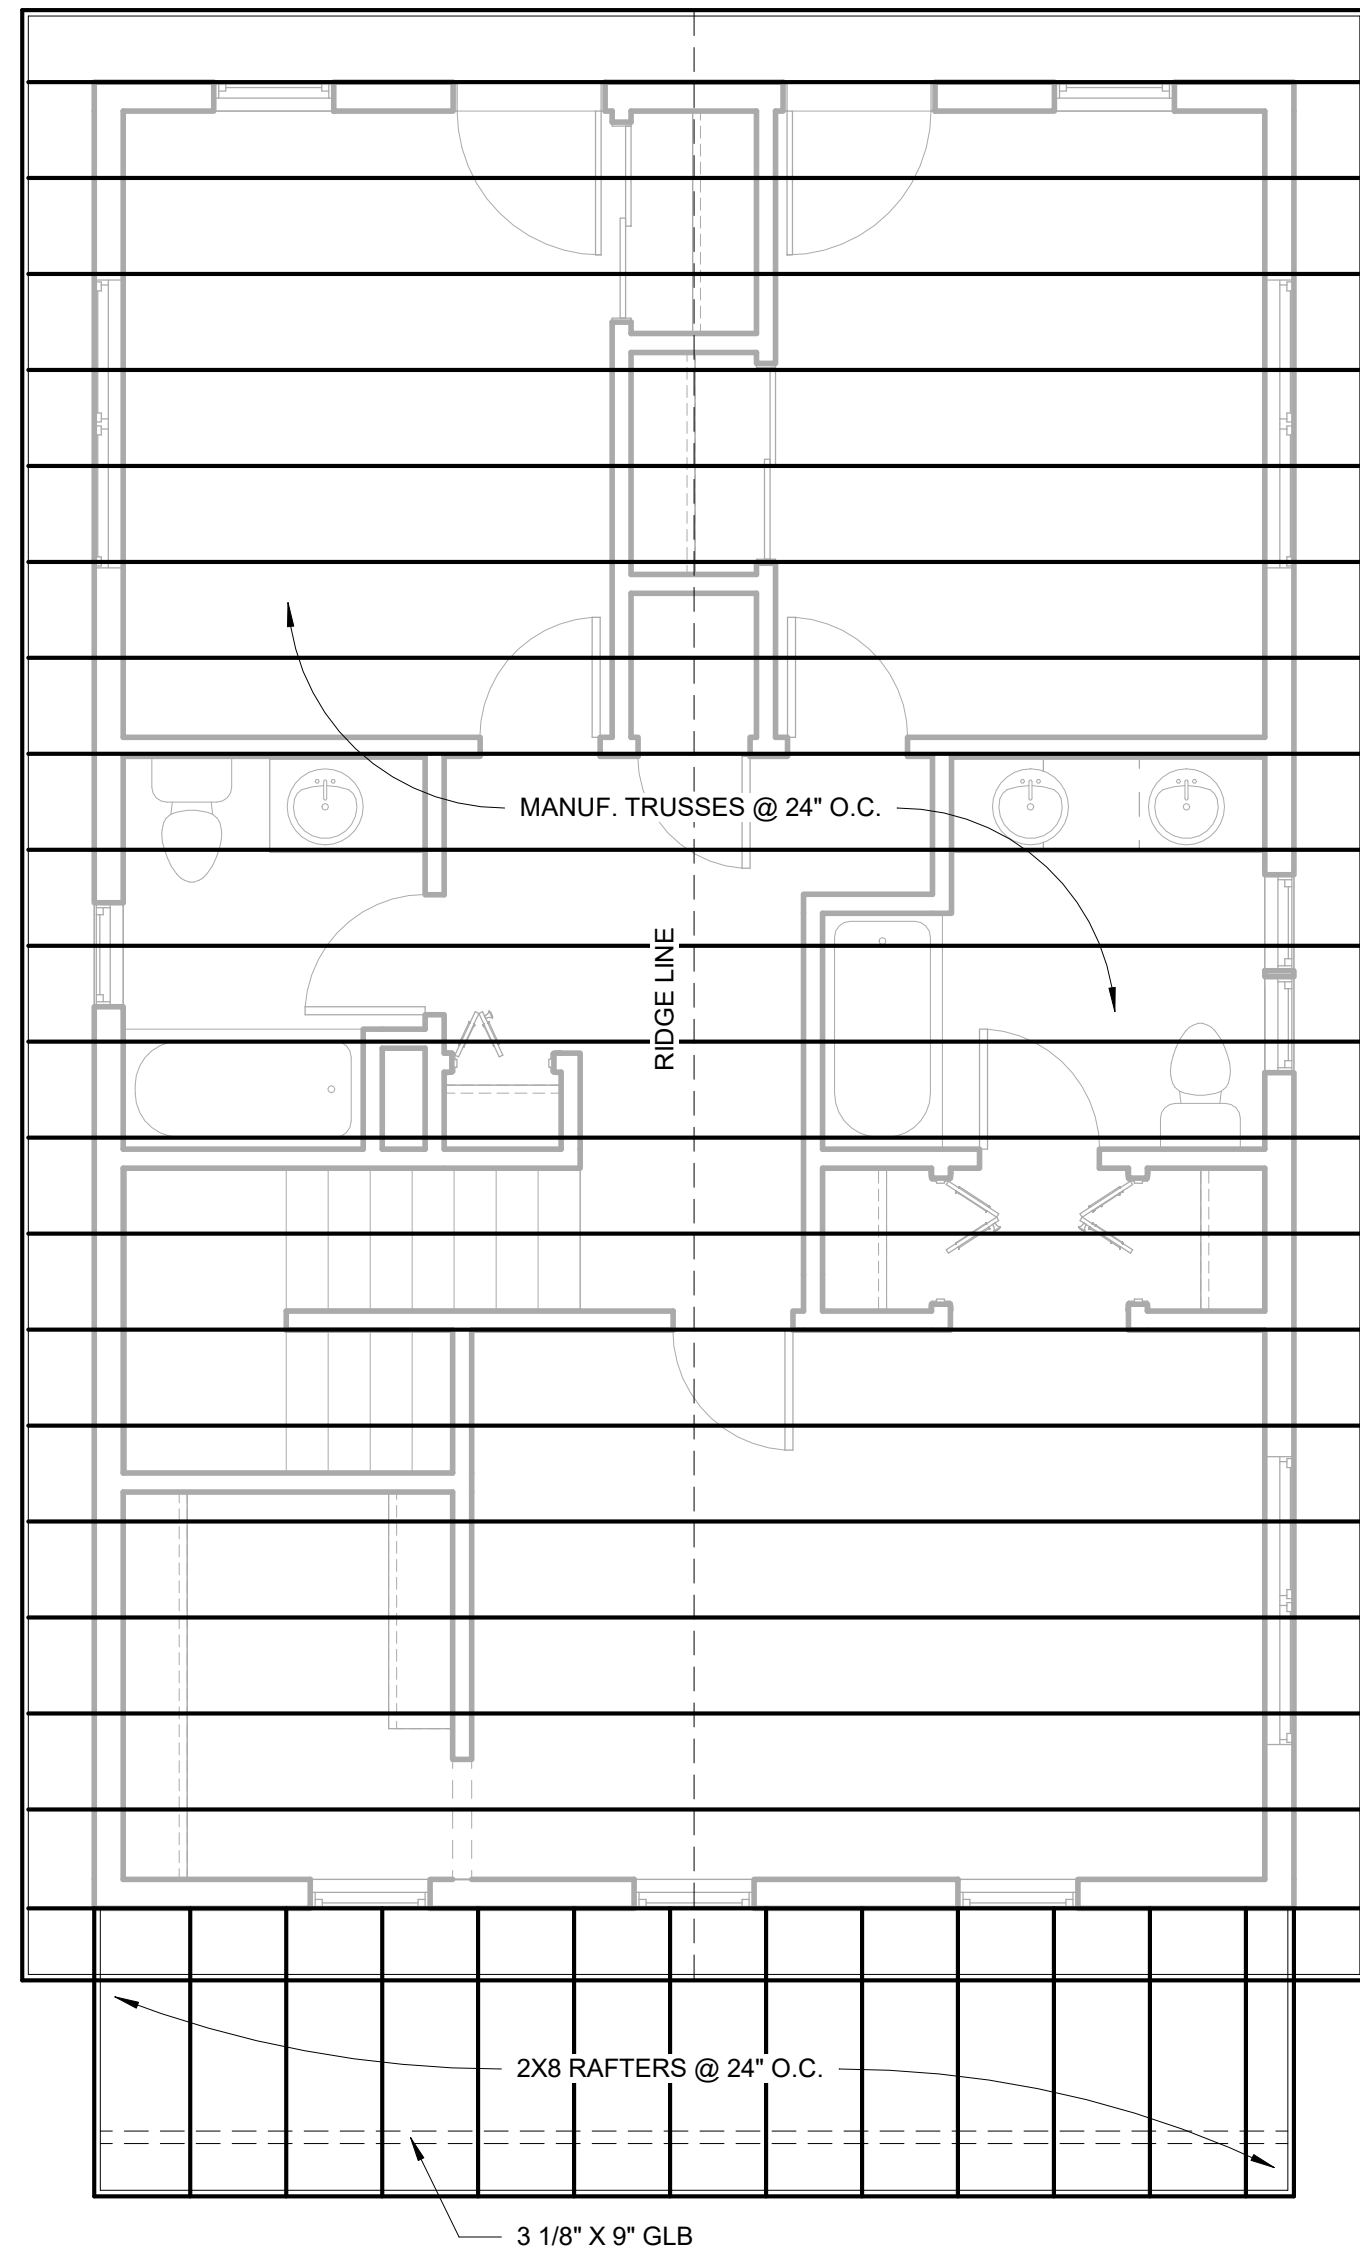 MANUF. TRUSSES @ 24" O.C.
RIDGE LINE
2X8 RAFTERS @ 24" O.C.
3 1/8" X 9" GLB